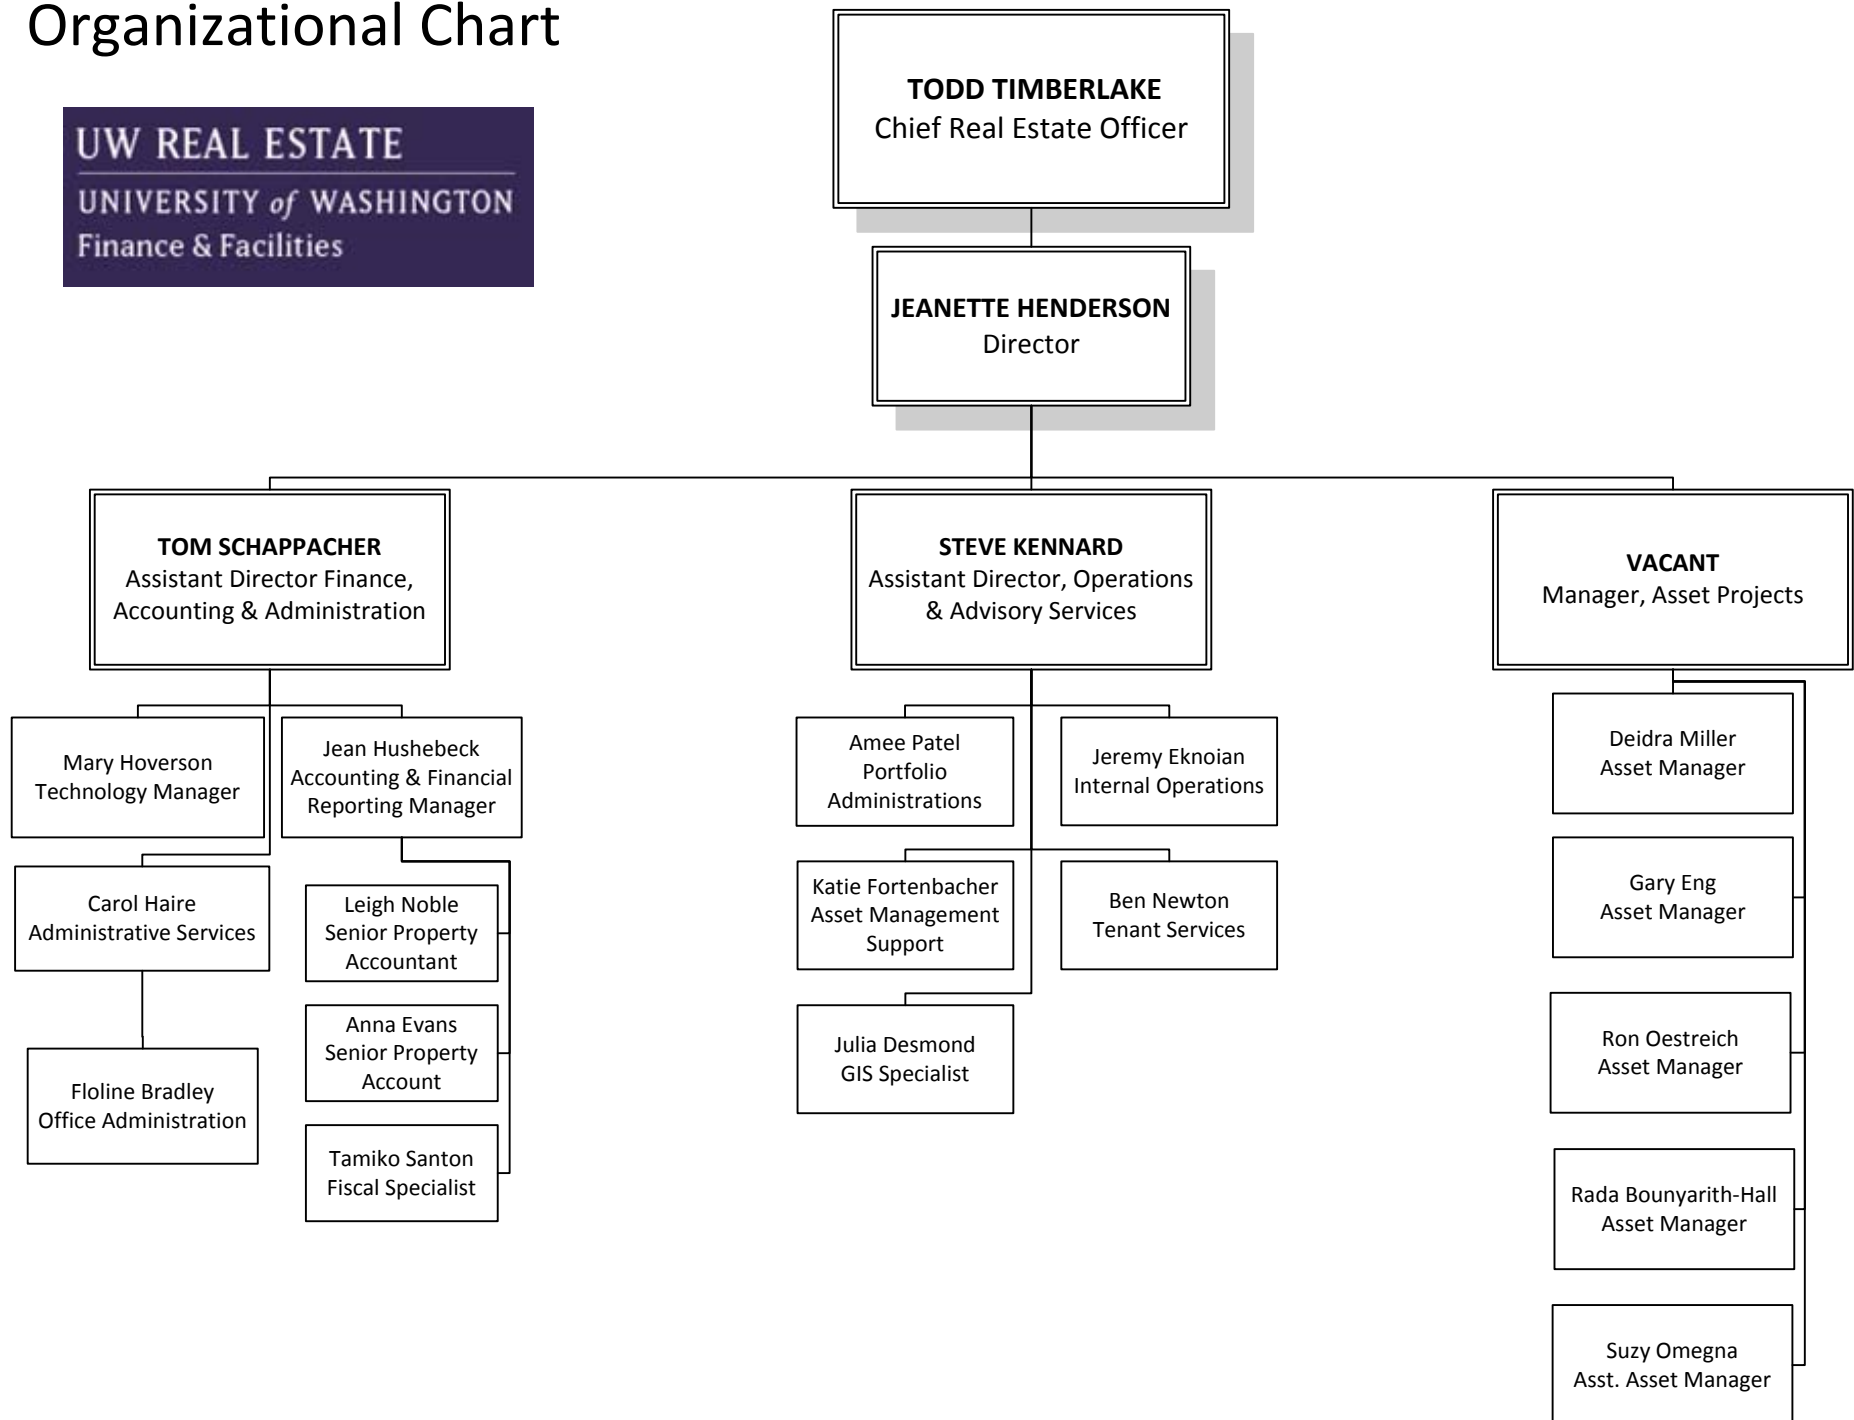 Organizational Chart
UW REAL ESTATE
UNIVERSITY of WASHINGTON
Finance & Facilities
TODD TIMBERLAKE
Chief Real Estate Officer
JEANETTE HENDERSON
Director
TOM SCHAPPACHER
Assistant Director Finance,
Accounting & Administration
STEVE KENNARD
Assistant Director, Operations
& Advisory Services
VACANT
Manager, Asset Projects
Mary Hoverson
Technology Manager
Jean Hushebeck
Accounting & Financial
Reporting Manager
Carol Haire
Administrative Services
Leigh Noble
Senior Property
Accountant
Anna Evans
Senior Property
Account
Floline Bradley
Office Administration
Tamiko Santon
Fiscal Specialist
Amee Patel
Portfolio
Administrations
Jeremy Eknoian
Internal Operations
Katie Fortenbacher
Asset Management
Support
Ben Newton
Tenant Services
Julia Desmond
GIS Specialist
Deidra Miller
Asset Manager
Gary Eng
Asset Manager
Ron Oestreich
Asset Manager
Rada Bounyarith-Hall
Asset Manager
Suzy Omegna
Asst. Asset Manager